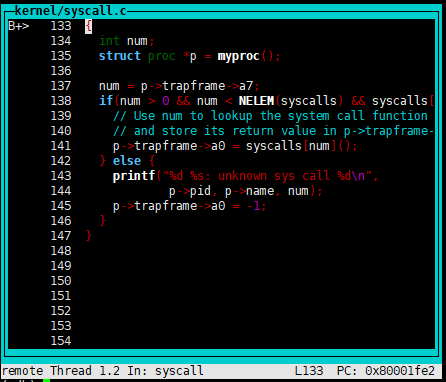 kernel/syscall.c
B+> 133 {
134 int num;
135 struct proc *p = myproc();
136
137 num = p->trapframe->a7;
138 if(num > 0 && num < NELEM(syscalls) && syscalls[
139 // Use num to lookup the system call function
140 // and store its return value in p->trapframe-
141 p->trapframe->a0 = syscalls[num]();
142 } else {
143 printf("%d %s: unknown sys call %d\n",
144 p->pid, p->name, num);
145 p->trapframe->a0 = -1;
146 }
147 }
148
149
150
151
152
153
154
remote Thread 1.2 In: syscall L133 PC: 0x80001fe2